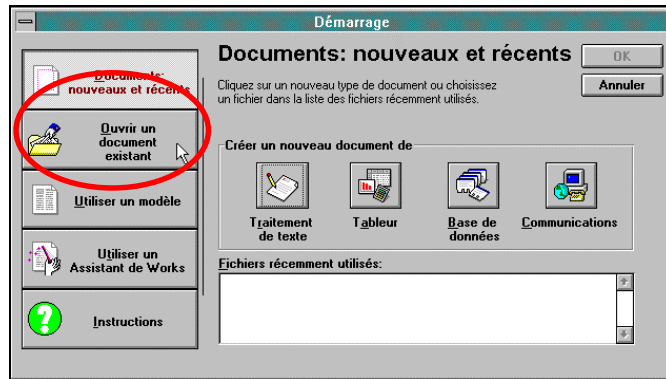 Démarrage
Documents:
nouveaux et récents
Ouvrir un
document
existant
Utiliser un modèle
Utiliser un
Assistant de Works
Instructions
Documents: nouveaux et récents
OK
Annuler
Cliquez sur un nouveau type de document ou choisissez
un fichier dans la liste des fichiers récemment utilisés.
Créer un nouveau document de
Traitement
de texte
Tableur
Base de
données
Communications
Fichiers récemment utilisés: